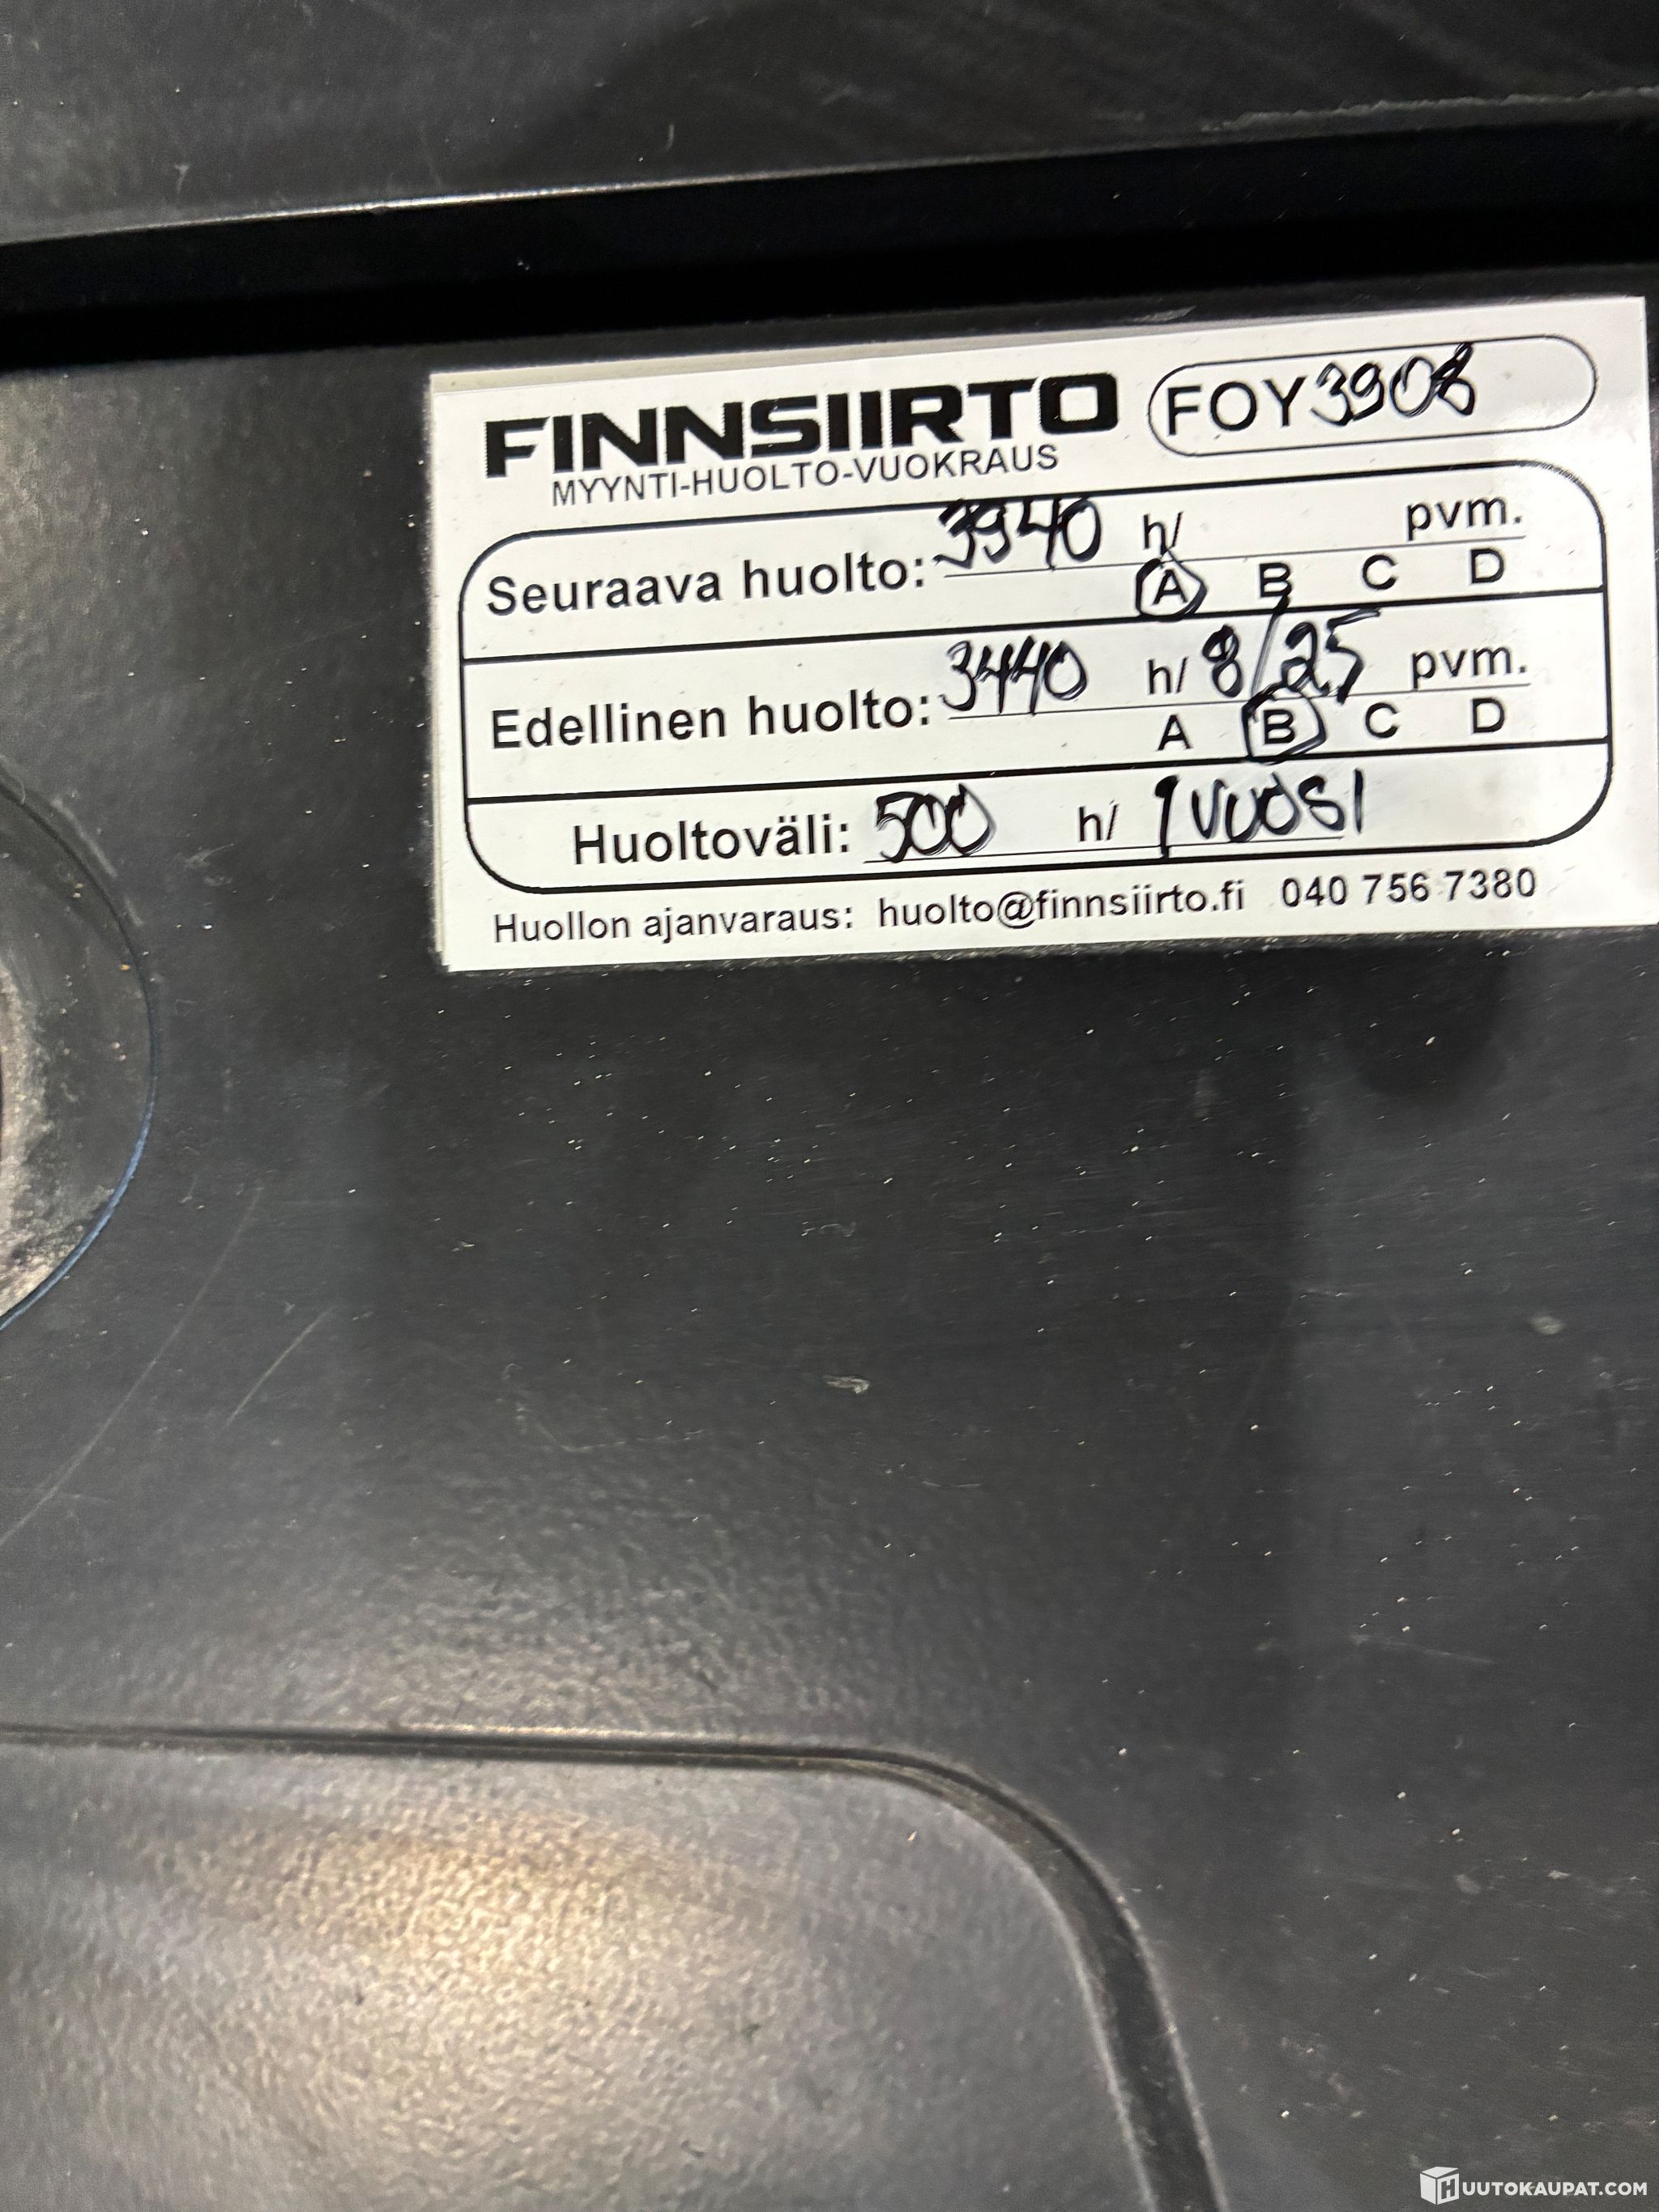 FINNSIIRTO FOY3908
MYYNTI-HUOLTO-VUOKRAUS
Seuraava huolto: 3940 h/ pvm.
A B C D
Edellinen huolto: 3440 h/ 8/25 pvm.
A B C D
Huoltoväli: 500 h/ 1 VUOSI
Huollon ajanvaraus: huolto@finnsiirto.fi 040 756 7380
HUUTOKAUPAT.COM